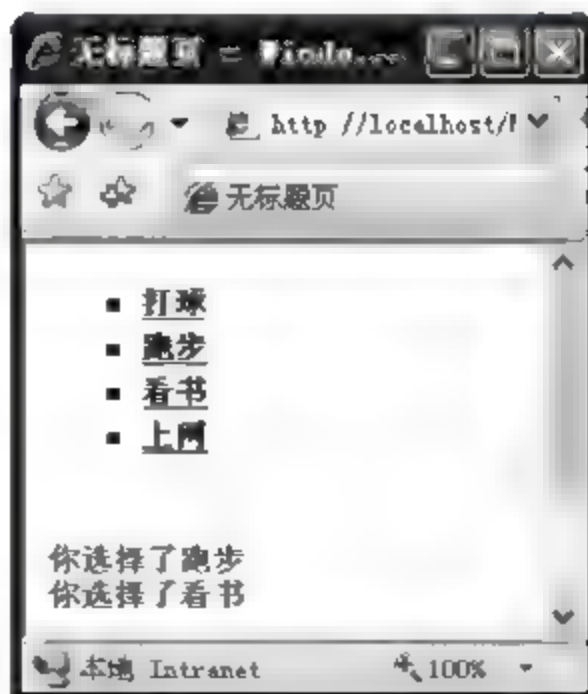 无标题页 - Windo...
http://localhost/
无标题页
打球
跑步
看书
上网
你选择了跑步
你选择了看书
本地 Intranet 100%